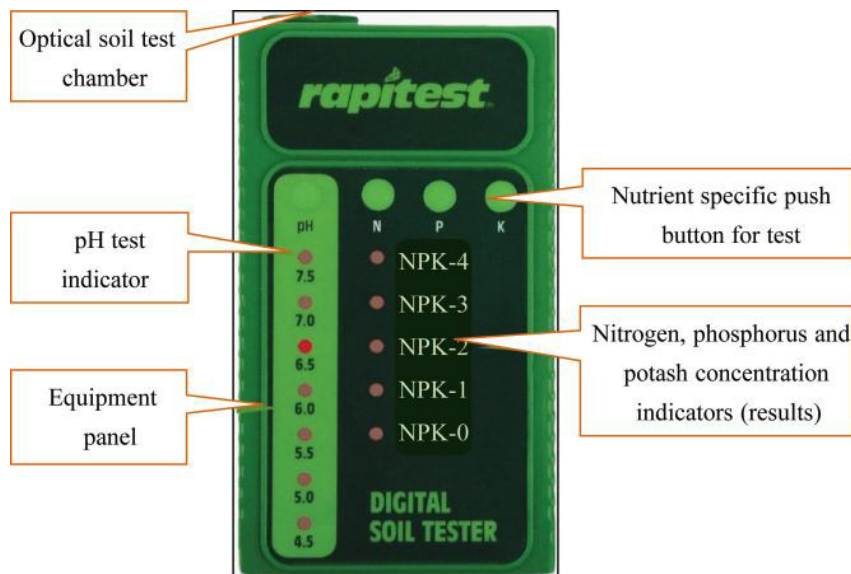 Optical soil test
chamber
rapitest
pH test
indicator
Equipment
panel
pH
N
P
K
7.5
7.0
6.5
6.0
5.5
5.0
4.5
NPK-4
NPK-3
NPK-2
NPK-1
NPK-0
DIGITAL
SOIL TESTER
Nutrient specific push
button for test
Nitrogen, phosphorus and
potash concentration
indicators (results)